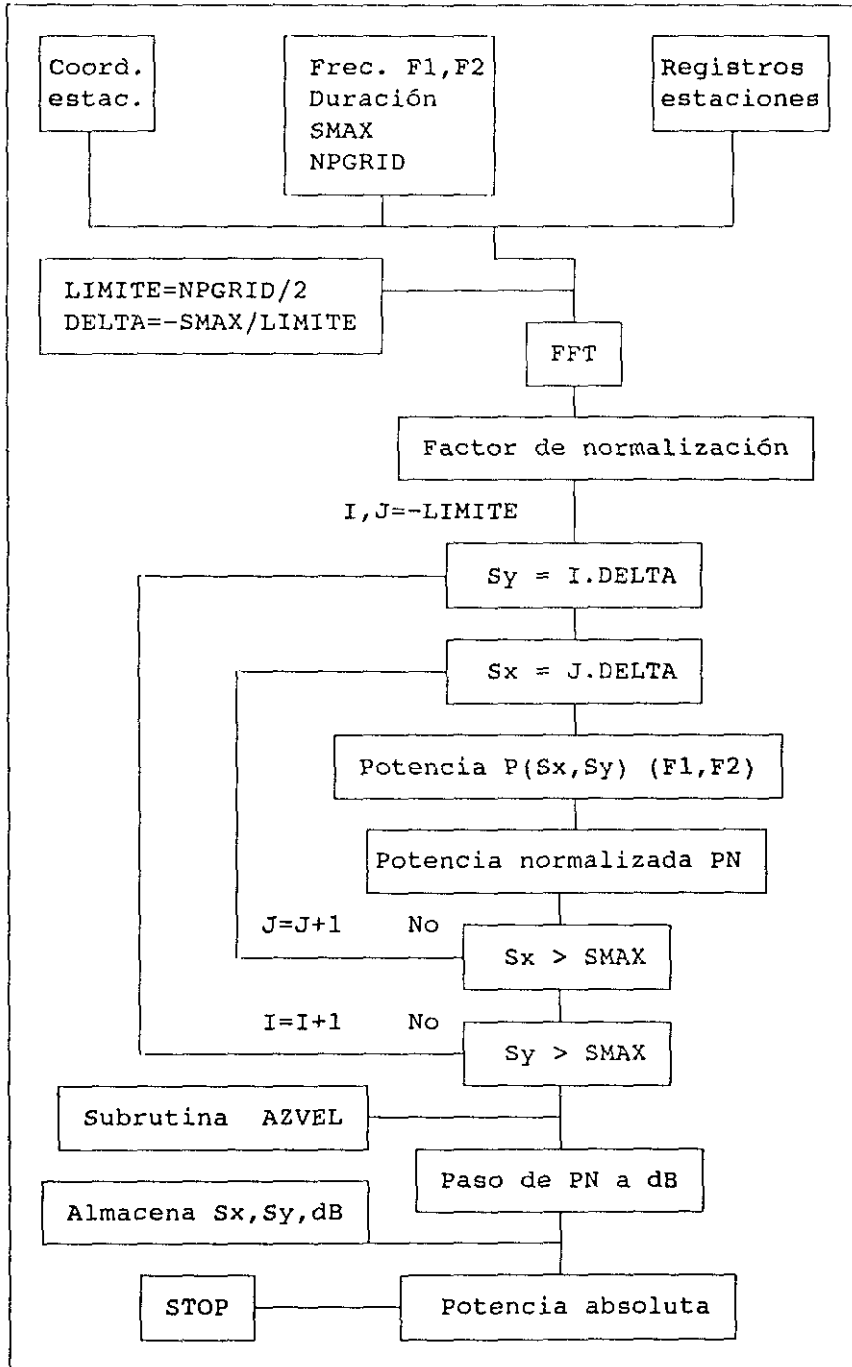 Coord.
estac.
Frec. F1,F2
Duración
SMAX
NPGRID
Registros
estaciones
LIMITE=NPGRID/2
DELTA=-SMAX/LIMITE
FFT
Factor de normalización
I,J=-LIMITE
Sy = I.DELTA
Sx = J.DELTA
Potencia P(Sx,Sy) (F1,F2)
Potencia normalizada PN
J=J+1 No
Sx > SMAX
I=I+1 No
Sy > SMAX
Subrutina AZVEL
Paso de PN a dB
Almacena Sx,Sy,dB
STOP
Potencia absoluta